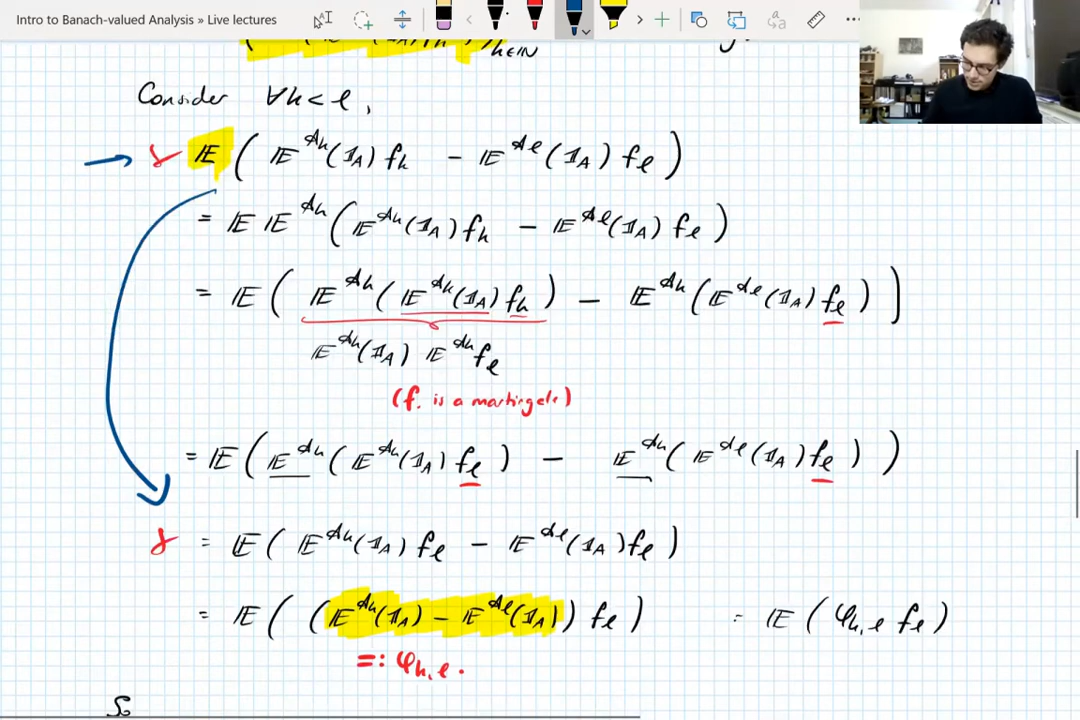 Intro to Banach-valued Analysis » Live lectures
n∈ℕ
Consider ∀k < ℓ,
→ γ 𝔼 ( 𝔼^{𝒜k}(𝟙_A) f_k − 𝔼^{𝒜ℓ}(𝟙_A) f_ℓ )
= 𝔼 𝔼^{𝒜k} ( 𝔼^{𝒜k}(𝟙_A) f_k − 𝔼^{𝒜ℓ}(𝟙_A) f_ℓ )
= 𝔼 ( 𝔼^{𝒜k} ( 𝔼^{𝒜k}(𝟙_A) f_k ) − 𝔼^{𝒜k} ( 𝔼^{𝒜ℓ}(𝟙_A) f_ℓ ) )
𝔼^{𝒜k}(𝟙_A) 𝔼^{𝒜k} f_ℓ
(f. is a martingale)
= 𝔼 ( 𝔼^{𝒜k} ( 𝔼^{𝒜k}(𝟙_A) f_ℓ ) − 𝔼^{𝒜k} ( 𝔼^{𝒜ℓ}(𝟙_A) f_ℓ ) )
γ = 𝔼 ( 𝔼^{𝒜k}(𝟙_A) f_ℓ − 𝔼^{𝒜ℓ}(𝟙_A) f_ℓ )
= 𝔼 ( ( 𝔼^{𝒜k}(𝟙_A) − 𝔼^{𝒜ℓ}(𝟙_A) ) f_ℓ ) = 𝔼 ( φ_{k,ℓ} f_ℓ )
=: φ_{k,ℓ}.
So